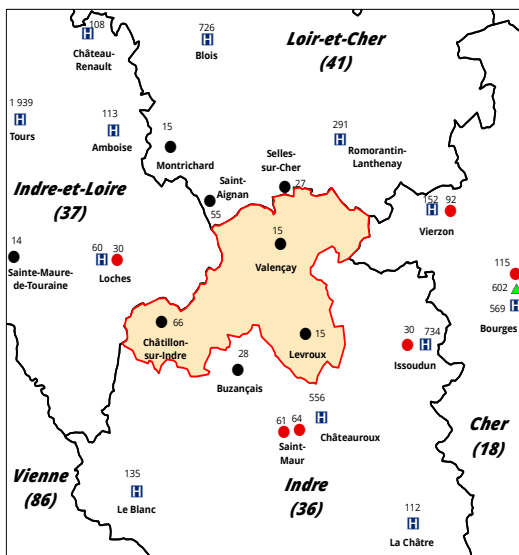 108
Château-
Renault
726
Blois
Loir-et-Cher
(41)
1 939
H
Tours
113
H
Amboise
15
Montrichard
291
H
Romorantin-
Lanthenay
Selles-
sur-Cher
27
Saint-
Aignan
55
Indre-et-Loire
(37)
152
H
92
Vierzon
14
Sainte-Maure-
de-Touraine
60
H
30
Loches
15
Valençay
115
602
569
H
Bourges
66
Châtillon-
sur-Indre
15
Levroux
30
734
H
Issoudun
28
Buzançais
556
H
Châteauroux
61
64
Saint-
Maur
Cher
(18)
Vienne
(86)
135
H
Le Blanc
Indre
(36)
112
H
La Châtre